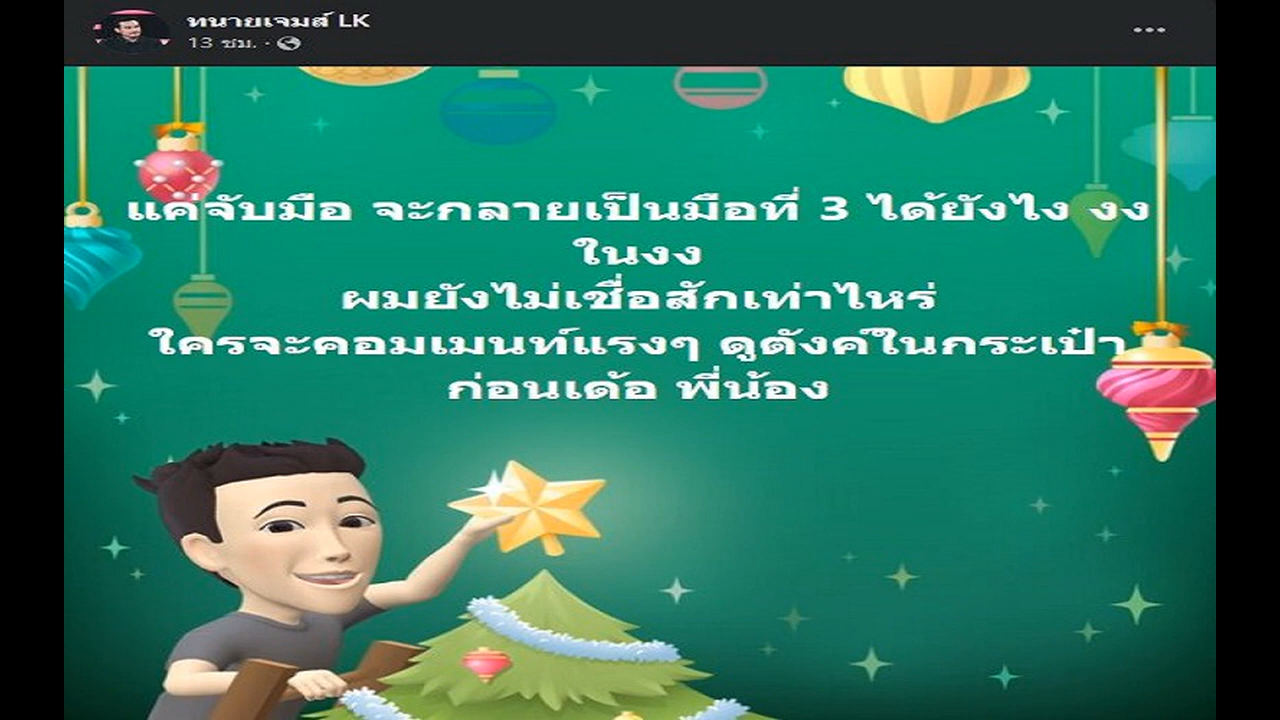 ทนายเจมส์ LK
13 ชม. ·
แค่จับมือ จะกลายเป็นมือที่ 3 ได้ยังไง งง
ในงง
ผมยังไม่เชื่อสักเท่าไหร่
ใครจะคอมเมนท์แรงๆ ดูตังค์ในกระเป๋า
ก่อนเด้อ พี่น้อง